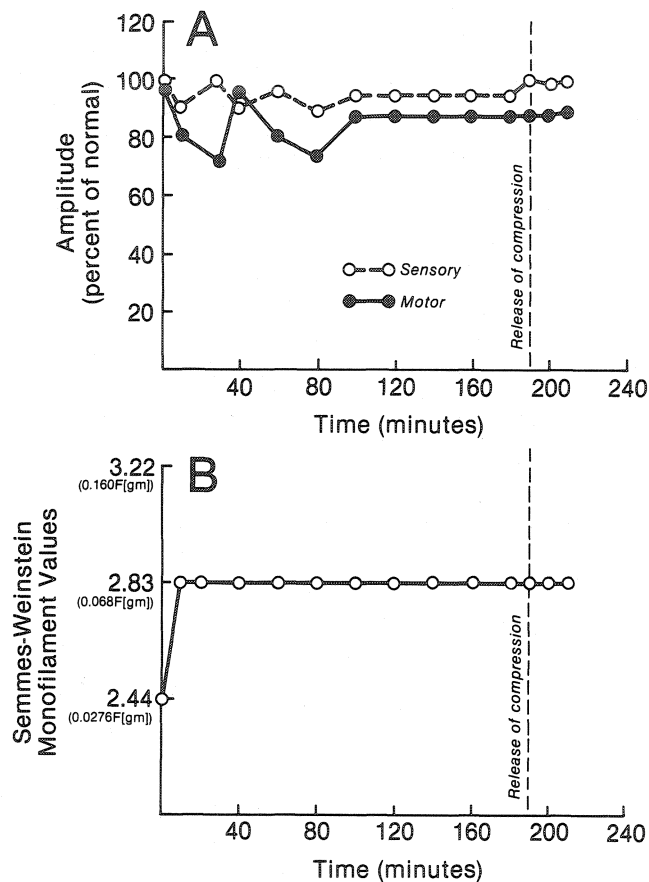 A
120
100
80
60
40
20
Amplitude
(percent of normal)
Sensory
Motor
Release of compression
40 80 120 160 200 240
Time (minutes)
B
3.22
(0.160F[gm])
2.83
(0.068F[gm])
2.44
(0.0276F[gm])
Semmes-Weinstein
Monofilament Values
Release of compression
40 80 120 160 200 240
Time (minutes)